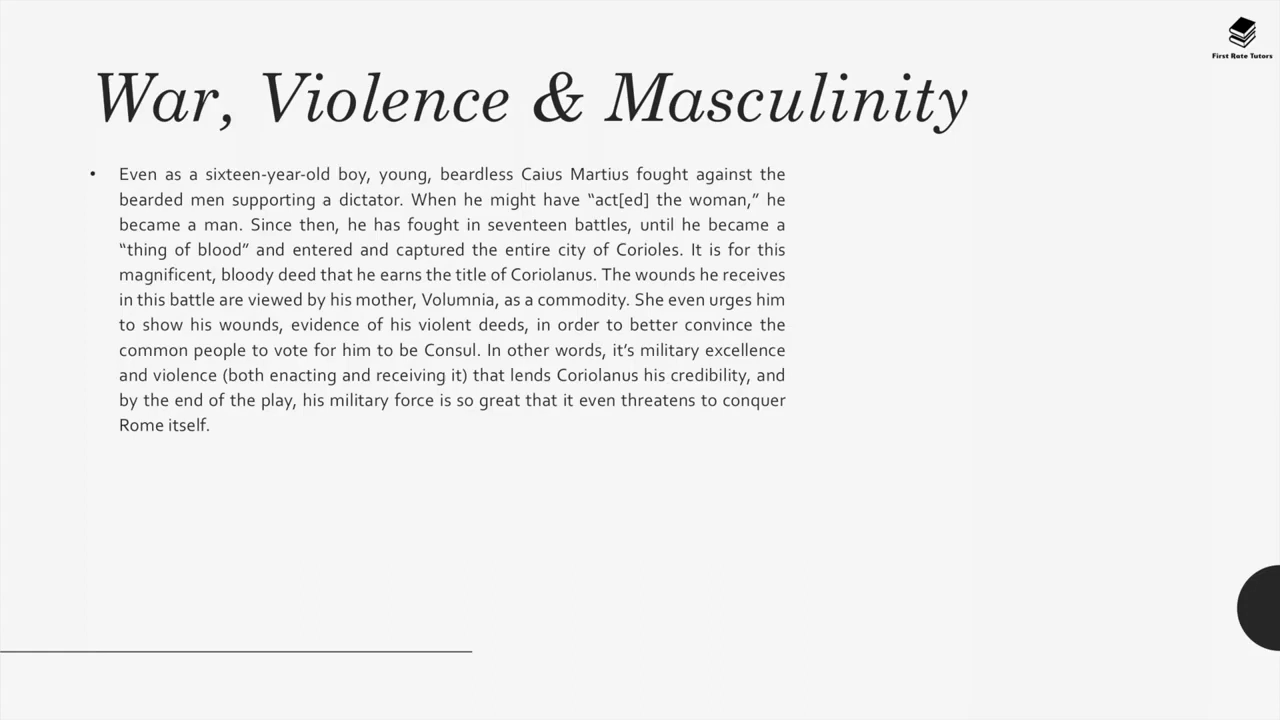 First Rate Tutors
War, Violence & Masculinity
• Even as a sixteen-year-old boy, young, beardless Caius Martius fought against the
bearded men supporting a dictator. When he might have “act[ed] the woman,” he
became a man. Since then, he has fought in seventeen battles, until he became a
“thing of blood” and entered and captured the entire city of Corioles. It is for this
magnificent, bloody deed that he earns the title of Coriolanus. The wounds he receives
in this battle are viewed by his mother, Volumnia, as a commodity. She even urges him
to show his wounds, evidence of his violent deeds, in order to better convince the
common people to vote for him to be Consul. In other words, it’s military excellence
and violence (both enacting and receiving it) that lends Coriolanus his credibility, and
by the end of the play, his military force is so great that it even threatens to conquer
Rome itself.